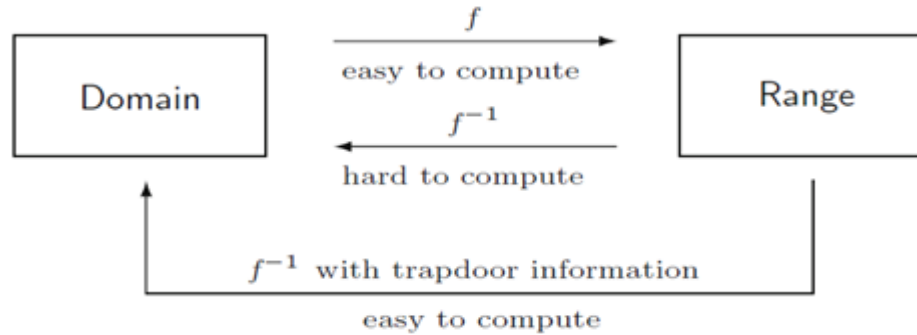 Domain
f
easy to compute
f⁻¹
hard to compute
Range
f⁻¹ with trapdoor information
easy to compute